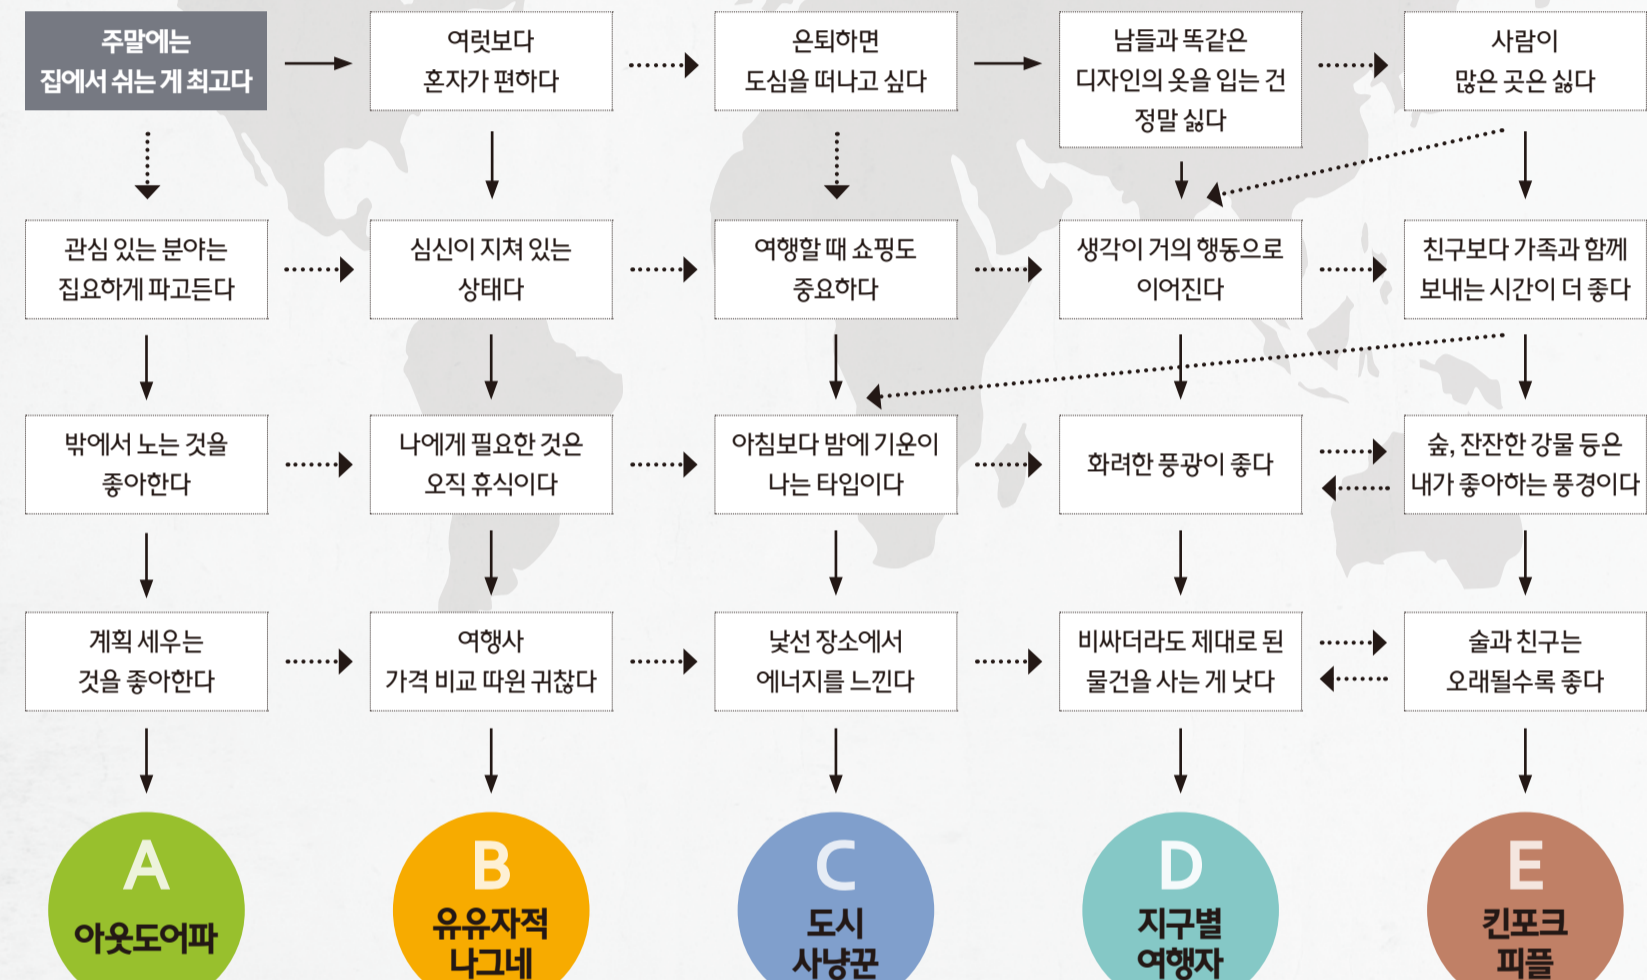 주말에는
집에서 쉬는 게 최고다
여럿보다
혼자가 편하다
은퇴하면
도심을 떠나고 싶다
남들과 똑같은
디자인의 옷을 입는 건
정말 싫다
사람이
많은 곳은 싫다
관심 있는 분야는
집요하게 파고든다
심신이 지쳐 있는
상태다
여행할 때 쇼핑도
중요하다
생각이 거의 행동으로
이어진다
친구보다 가족과 함께
보내는 시간이 더 좋다
밖에서 노는 것을
좋아한다
나에게 필요한 것은
오직 휴식이다
아침보다 밤에 기운이
나는 타입이다
화려한 풍광이 좋다
숲, 잔잔한 강물 등은
내가 좋아하는 풍경이다
계획 세우는
것을 좋아한다
여행사
가격 비교 따윈 귀찮다
낯선 장소에서
에너지를 느낀다
비싸더라도 제대로 된
물건을 사는 게 낫다
술과 친구는
오래될수록 좋다
A
아웃도어파
B
유유자적
나그네
C
도시
사냥꾼
D
지구별
여행자
E
킨포크
피플